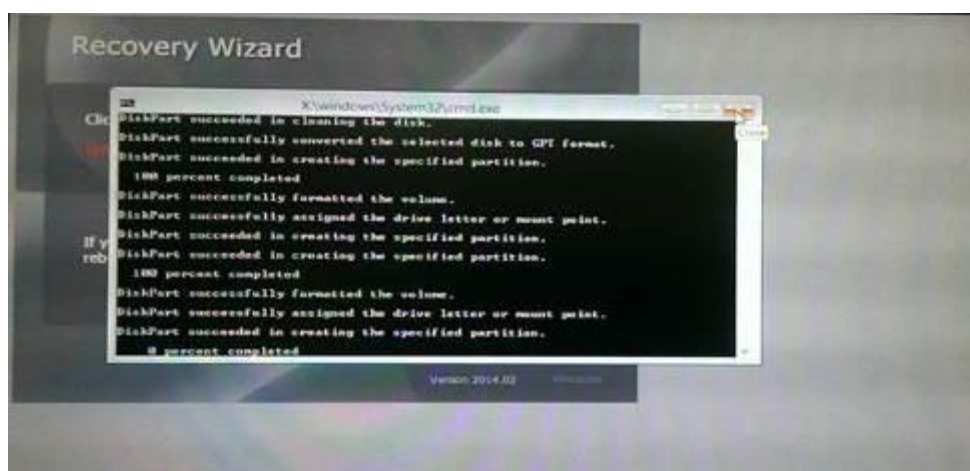 Recovery Wizard
X:\windows\System32\cmd.exe
Clic
DiskPart succeeded in cleaning the disk.
Close
DiskPart successfully converted the selected disk to GPT format.
DiskPart succeeded in creating the specified partition.
100 percent completed
DiskPart successfully formatted the volume.
DiskPart successfully assigned the drive letter or mount point.
DiskPart succeeded in creating the specified partition.
If y
DiskPart succeeded in creating the specified partition.
reb
100 percent completed
DiskPart successfully formatted the volume.
DiskPart successfully assigned the drive letter or mount point.
DiskPart succeeded in creating the specified partition.
0 percent completed
Version 2014.02